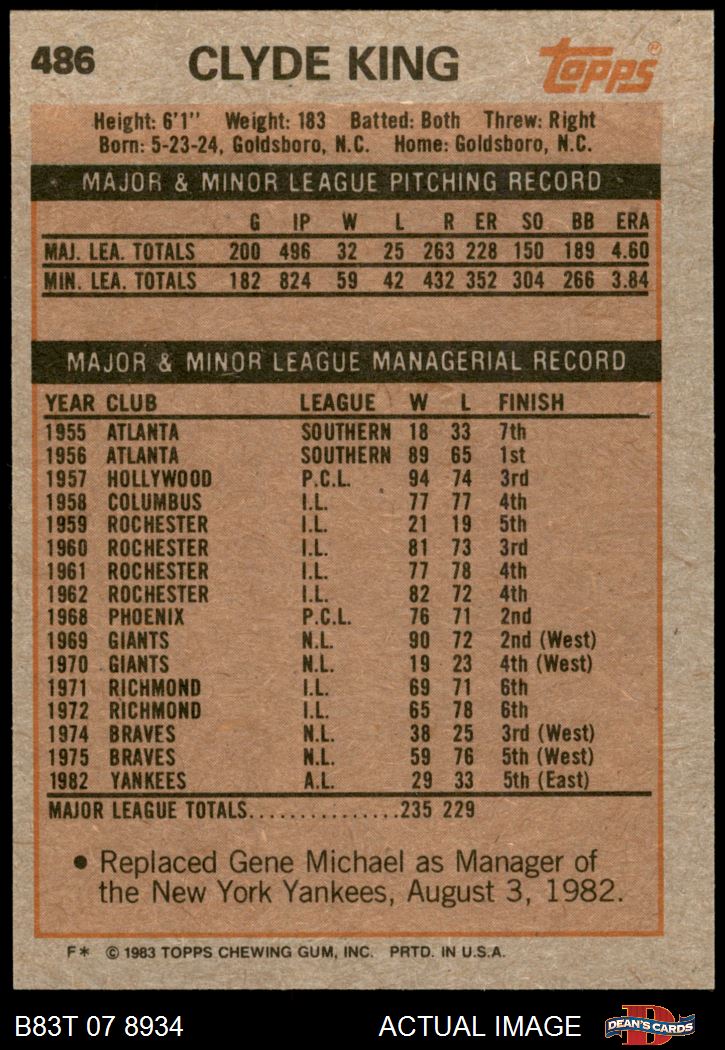 486 CLYDE KING Topps®
Height: 6'1" Weight: 183 Batted: Both Threw: Right
Born: 5-23-24, Goldsboro, N.C. Home: Goldsboro, N.C.
MAJOR & MINOR LEAGUE PITCHING RECORD
G IP W L R ER SO BB ERA
MAJ. LEA. TOTALS 200 496 32 25 263 228 150 189 4.60
MIN. LEA. TOTALS 182 824 59 42 432 352 304 266 3.84
MAJOR & MINOR LEAGUE MANAGERIAL RECORD
YEAR CLUB LEAGUE W L FINISH
1955 ATLANTA SOUTHERN 18 33 7th
1956 ATLANTA SOUTHERN 89 65 1st
1957 HOLLYWOOD P.C.L. 94 74 3rd
1958 COLUMBUS I.L. 77 77 4th
1959 ROCHESTER I.L. 21 19 5th
1960 ROCHESTER I.L. 81 73 3rd
1961 ROCHESTER I.L. 77 78 4th
1962 ROCHESTER I.L. 82 72 4th
1968 PHOENIX P.C.L. 76 71 2nd
1969 GIANTS N.L. 90 72 2nd (West)
1970 GIANTS N.L. 19 23 4th (West)
1971 RICHMOND I.L. 69 71 6th
1972 RICHMOND I.L. 65 78 6th
1974 BRAVES N.L. 38 25 3rd (West)
1975 BRAVES N.L. 59 76 5th (West)
1982 YANKEES A.L. 29 33 5th (East)
MAJOR LEAGUE TOTALS...............235 229
• Replaced Gene Michael as Manager of
the New York Yankees, August 3, 1982.
F* © 1983 TOPPS CHEWING GUM, INC. PRTD. IN U.S.A.
B83T 07 8934 ACTUAL IMAGE D DEAN'S CARDS